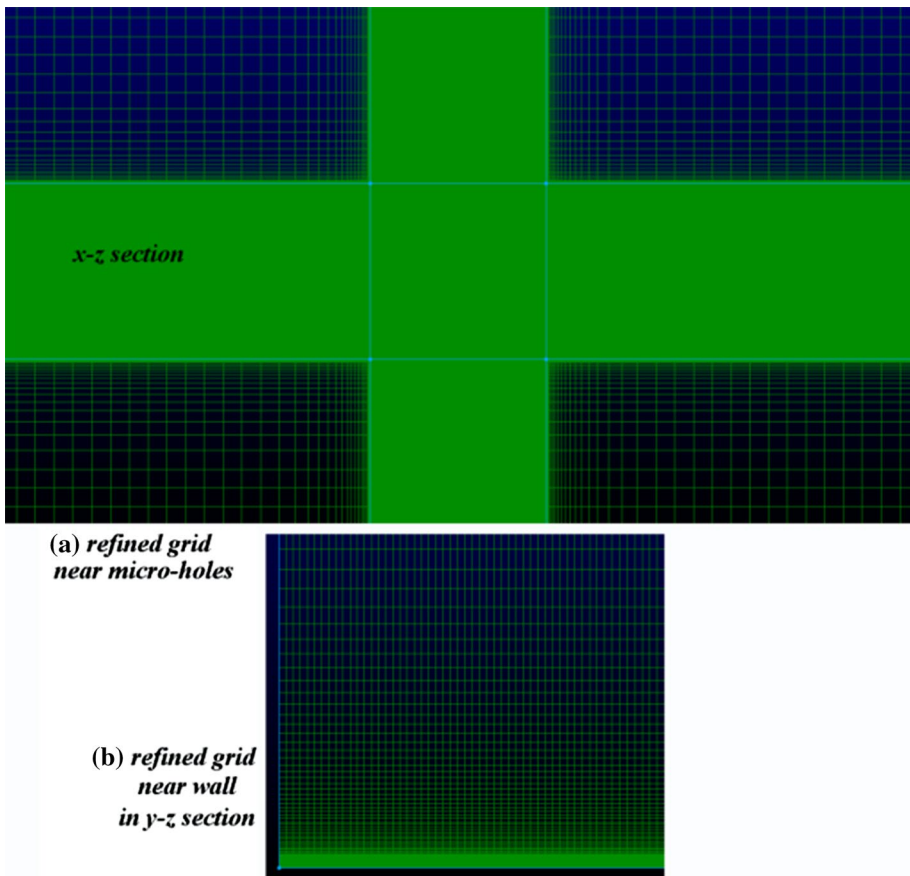 x-z section
(a) refined grid
near micro-holes
(b) refined grid
near wall
in y-z section